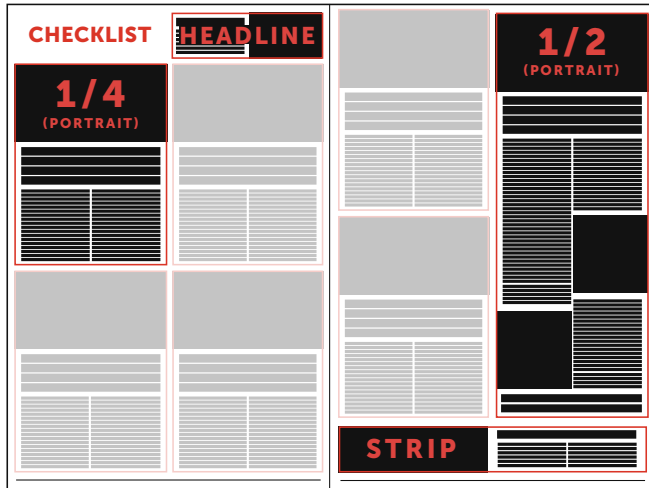 CHECKLIST
HEADLINE
1/4
(PORTRAIT)
1/2
(PORTRAIT)
STRIP